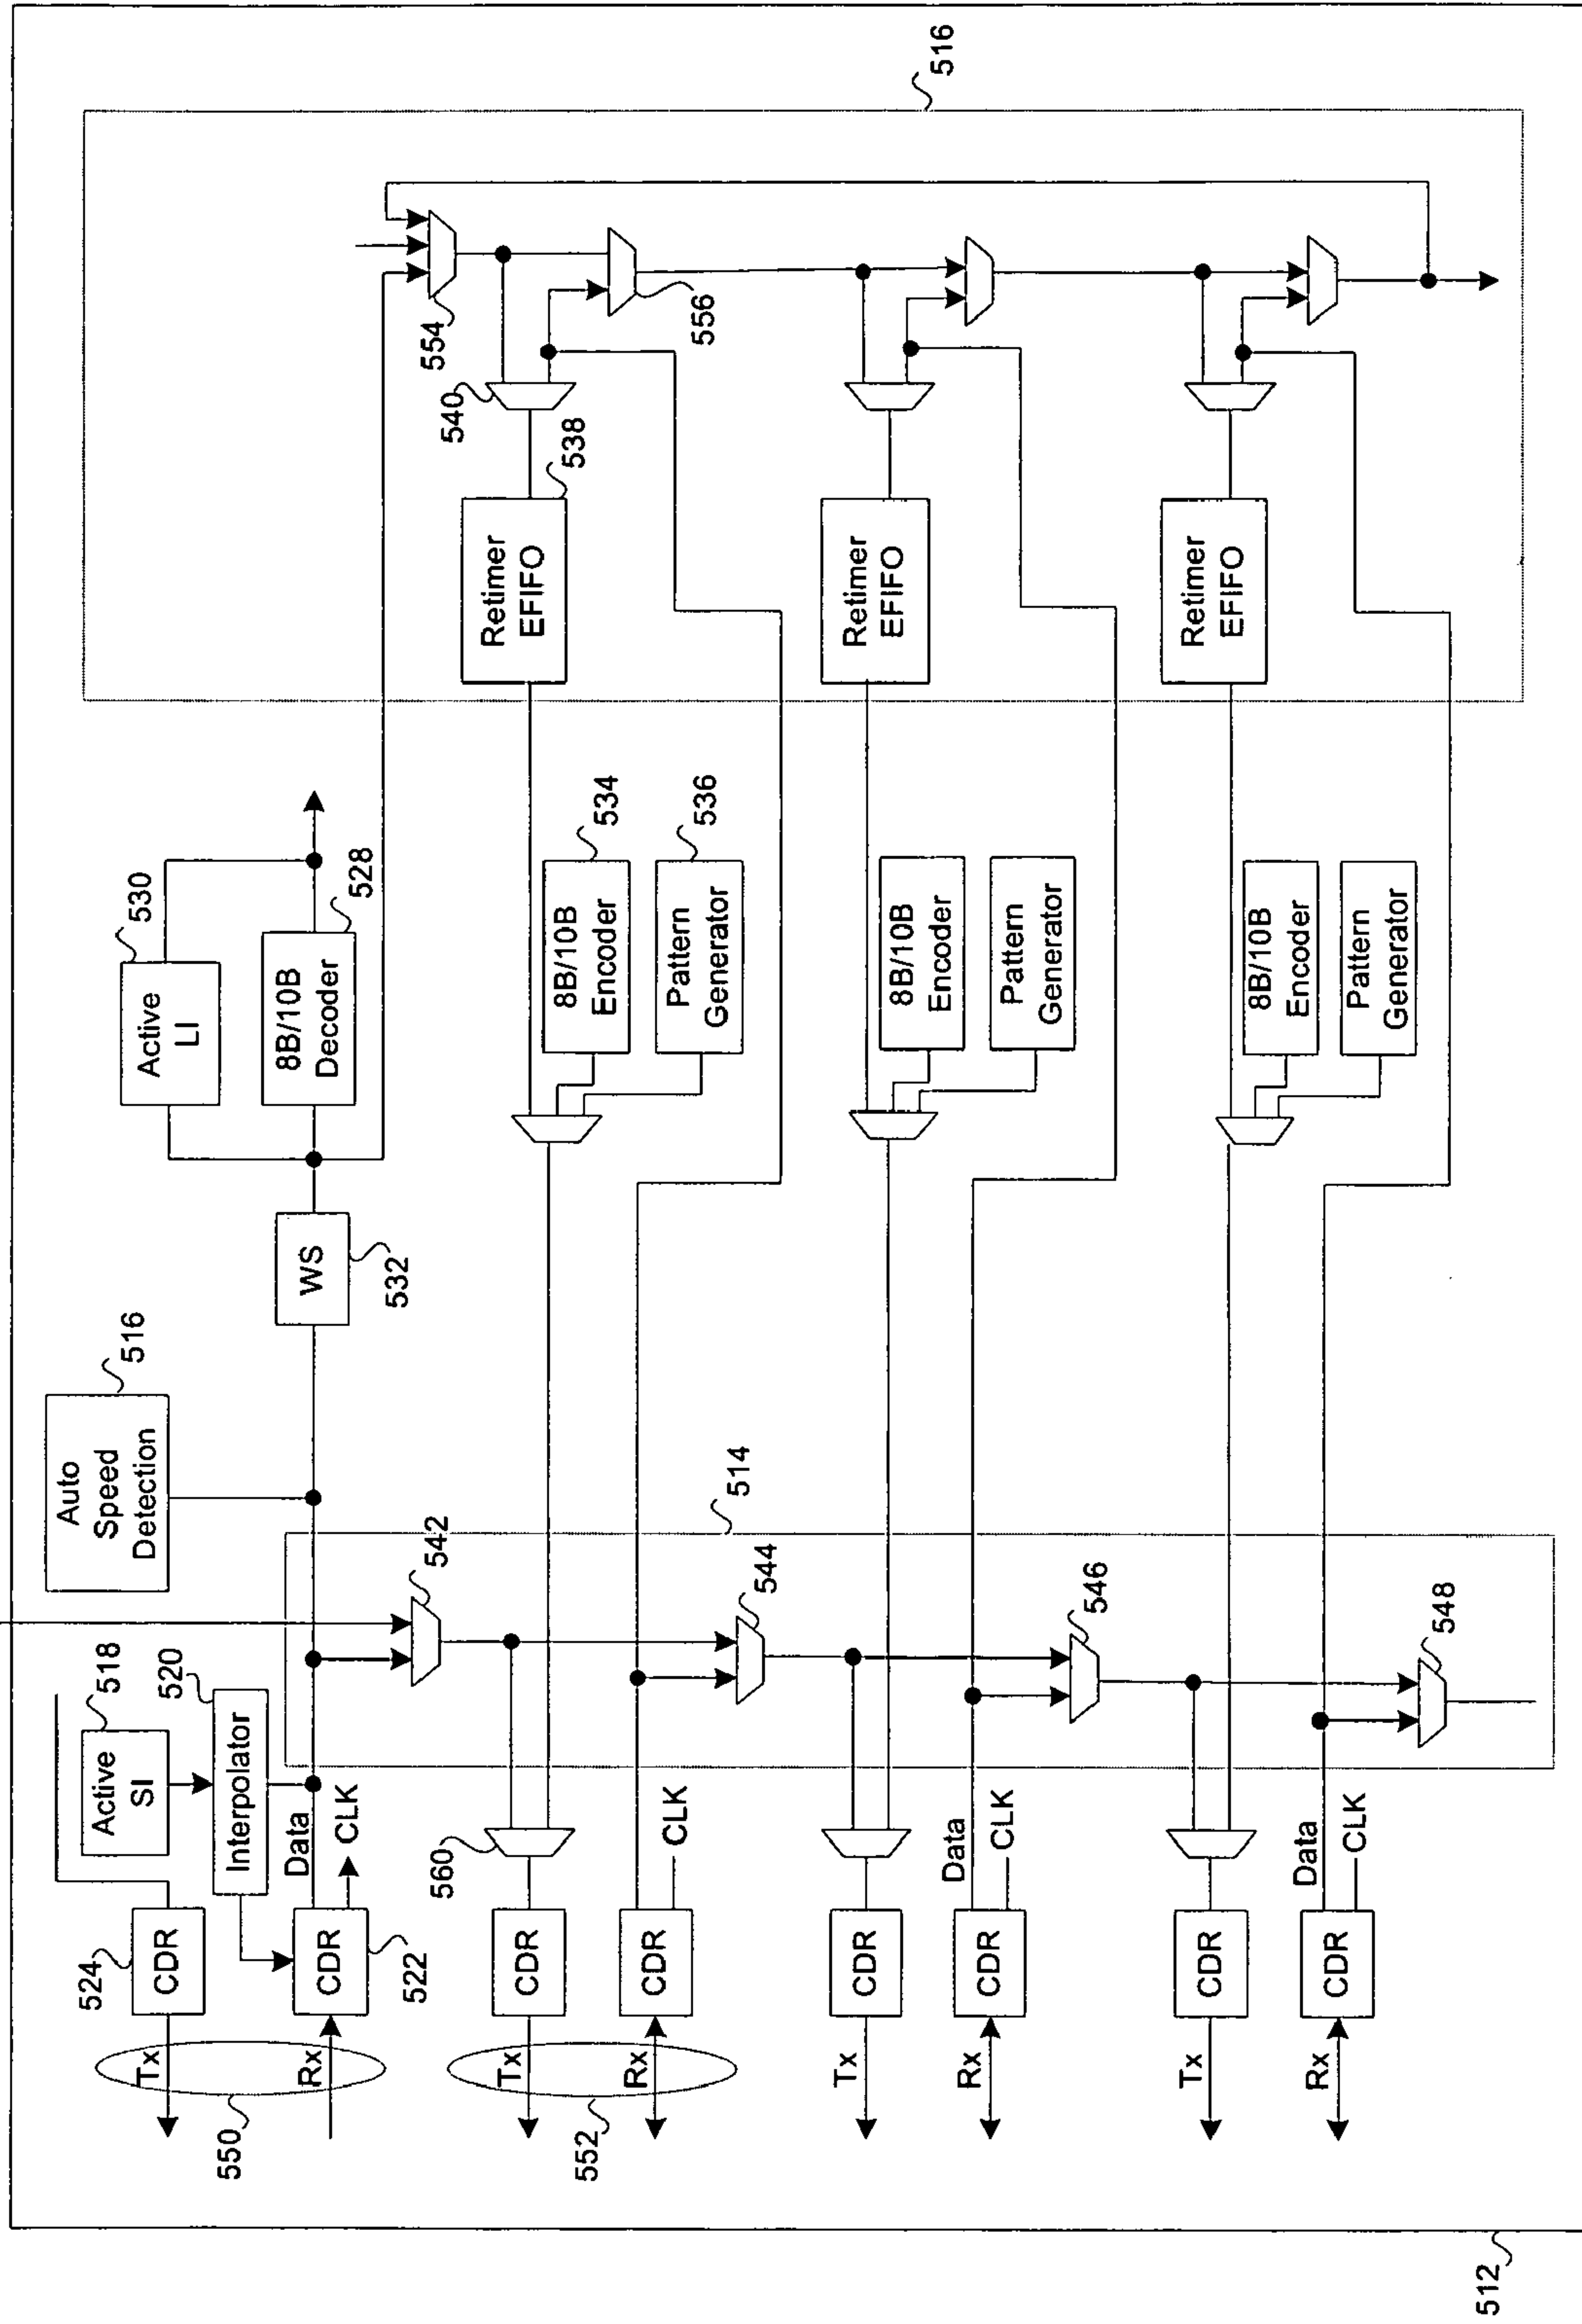 512
550
Tx
Rx
524
CDR
CDR
522
Active
SI
518
Interpolator
520
Data
CLK
Auto
Speed
Detection
516
WS
532
Active
LI
530
8B/10B
Decoder
528
514
542
544
546
548
552
Tx
Rx
CDR
CDR
560
CLK
8B/10B
Encoder
534
Pattern
Generator
536
Retimer
EFIFO
538
540
554
556
516
Tx
Rx
CDR
CDR
Data
CLK
8B/10B
Encoder
Pattern
Generator
Retimer
EFIFO
Tx
Rx
CDR
CDR
Data
CLK
8B/10B
Encoder
Pattern
Generator
Retimer
EFIFO